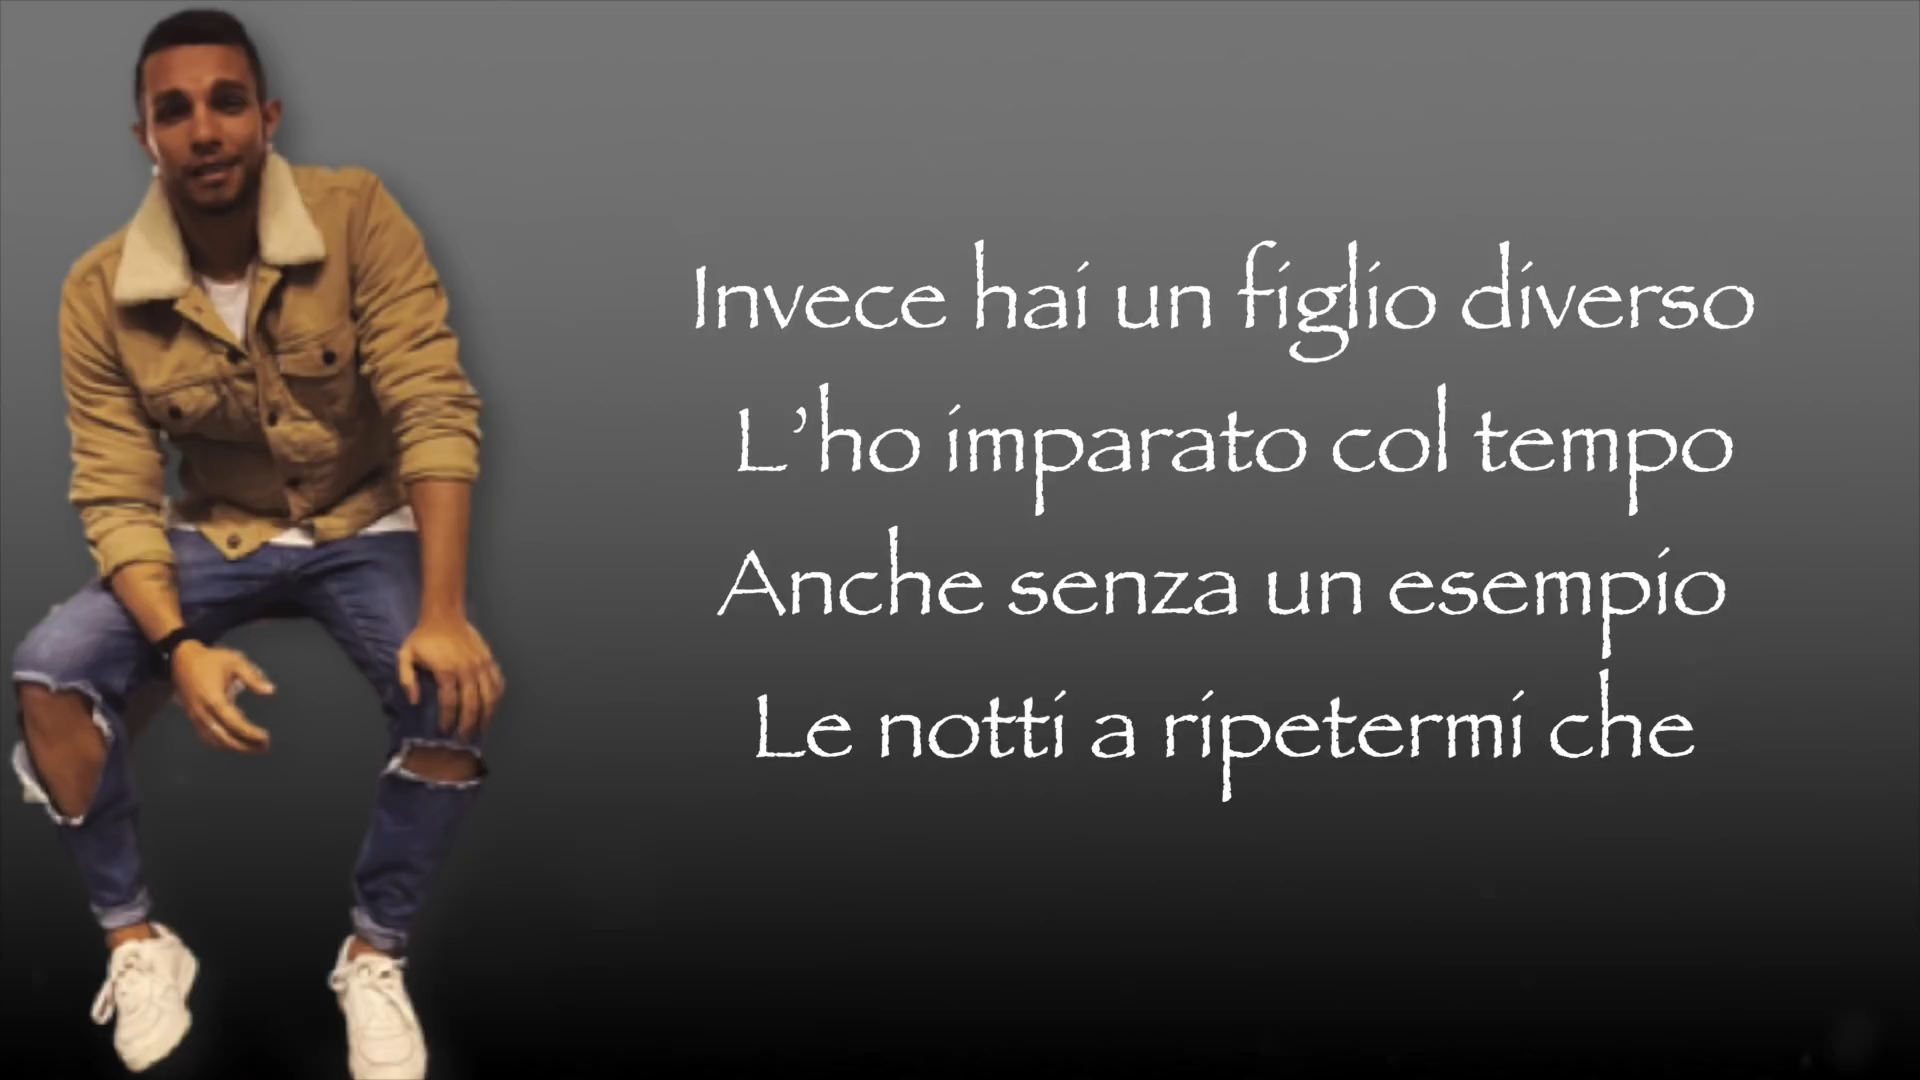 Invece hai un figlio diverso
L'ho imparato col tempo
Anche senza un esempio
Le notti a ripetermi che